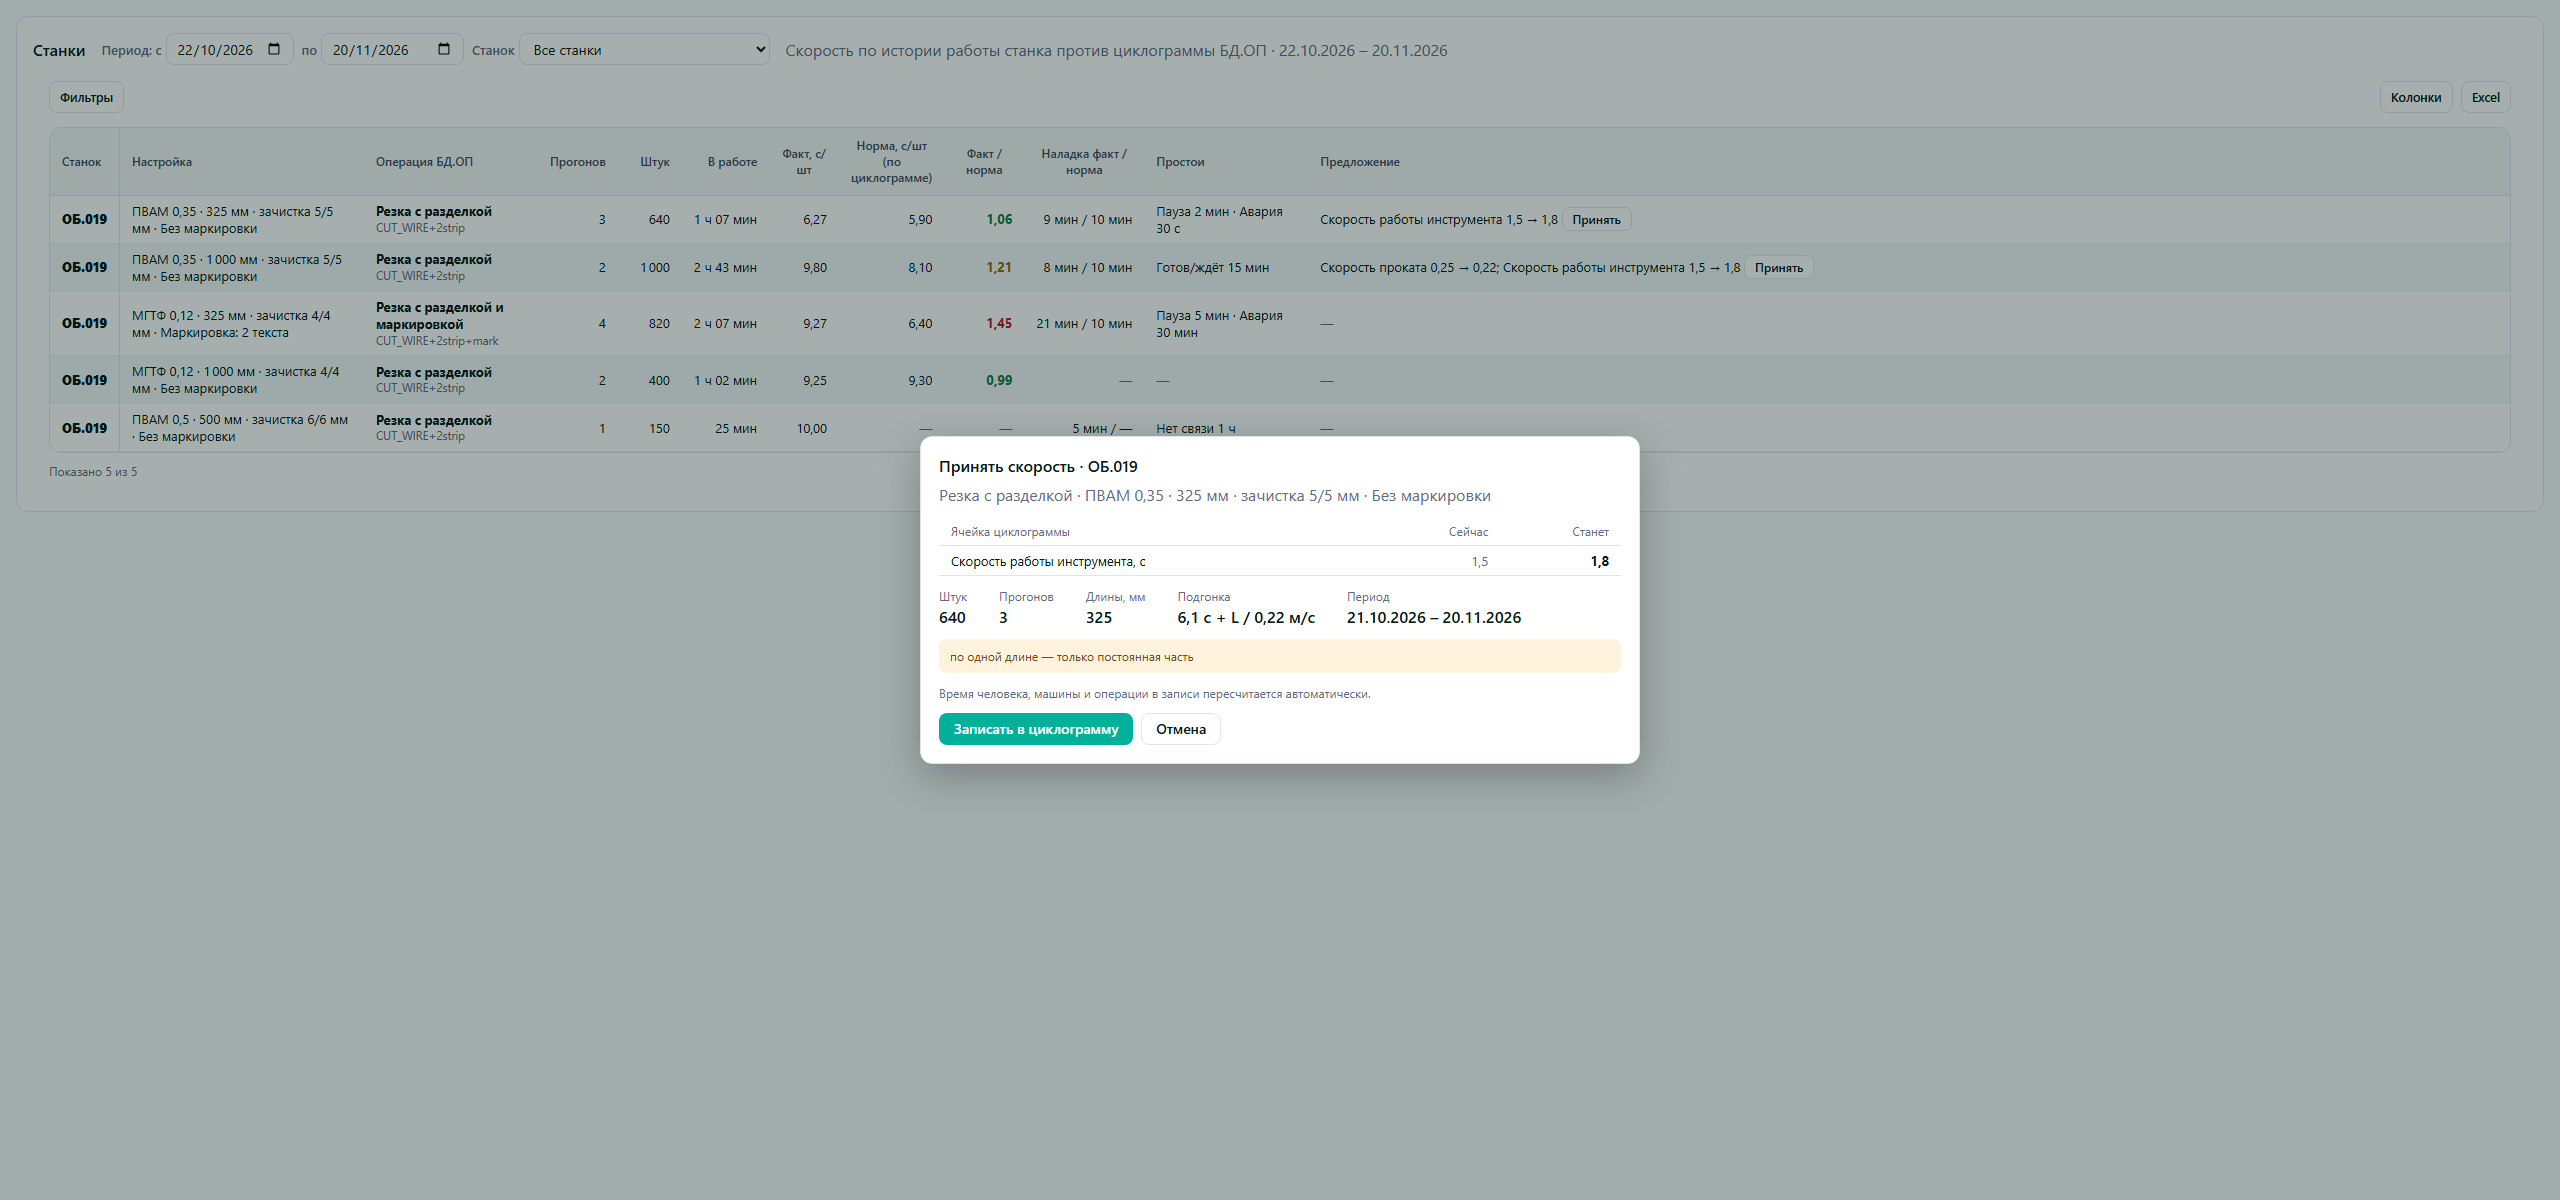 Станки Период: с 22/10/2026 по 20/11/2026 Станок Все станки Скорость по истории работы станка против циклограммы БД.ОП · 22.10.2026 – 20.11.2026
Фильтры Колонки Excel
Станок Настройка Операция БД.ОП Прогонов Штук В работе Факт, с/шт Норма, с/шт (по циклограмме) Факт / норма Наладка факт / норма Простои Предложение
ОБ.019 ПВАМ 0,35 · 325 мм · зачистка 5/5 мм · Без маркировки Резка с разделкой CUT_WIRE+2strip 3 640 1 ч 07 мин 6,27 5,90 1,06 9 мин / 10 мин Пауза 2 мин · Авария 30 с Скорость работы инструмента 1,5 → 1,8 Принять
ОБ.019 ПВАМ 0,35 · 1 000 мм · зачистка 5/5 мм · Без маркировки Резка с разделкой CUT_WIRE+2strip 2 1 000 2 ч 43 мин 9,80 8,10 1,21 8 мин / 10 мин Готов/ждёт 15 мин Скорость проката 0,25 → 0,22; Скорость работы инструмента 1,5 → 1,8 Принять
ОБ.019 МГТФ 0,12 · 325 мм · зачистка 4/4 мм · Маркировка: 2 текста Резка с разделкой и маркировкой CUT_WIRE+2strip+mark 4 820 2 ч 07 мин 9,27 6,40 1,45 21 мин / 10 мин Пауза 5 мин · Авария 30 мин —
ОБ.019 МГТФ 0,12 · 1 000 мм · зачистка 4/4 мм · Без маркировки Резка с разделкой CUT_WIRE+2strip 2 400 1 ч 02 мин 9,25 9,30 0,99 — — —
ОБ.019 ПВАМ 0,5 · 500 мм · зачистка 6/6 мм · Без маркировки Резка с разделкой CUT_WIRE+2strip 1 150 25 мин 10,00 — — 5 мин / — Нет связи 1 ч —
Показано 5 из 5
Принять скорость · ОБ.019
Резка с разделкой · ПВАМ 0,35 · 325 мм · зачистка 5/5 мм · Без маркировки
Ячейка циклограммы Сейчас Станет
Скорость работы инструмента, с 1,5 1,8
Штук Прогонов Длины, мм Подгонка Период
640 3 325 6,1 с + L / 0,22 м/с 21.10.2026 – 20.11.2026
по одной длине — только постоянная часть
Время человека, машины и операции в записи пересчитается автоматически.
Записать в циклограмму Отмена